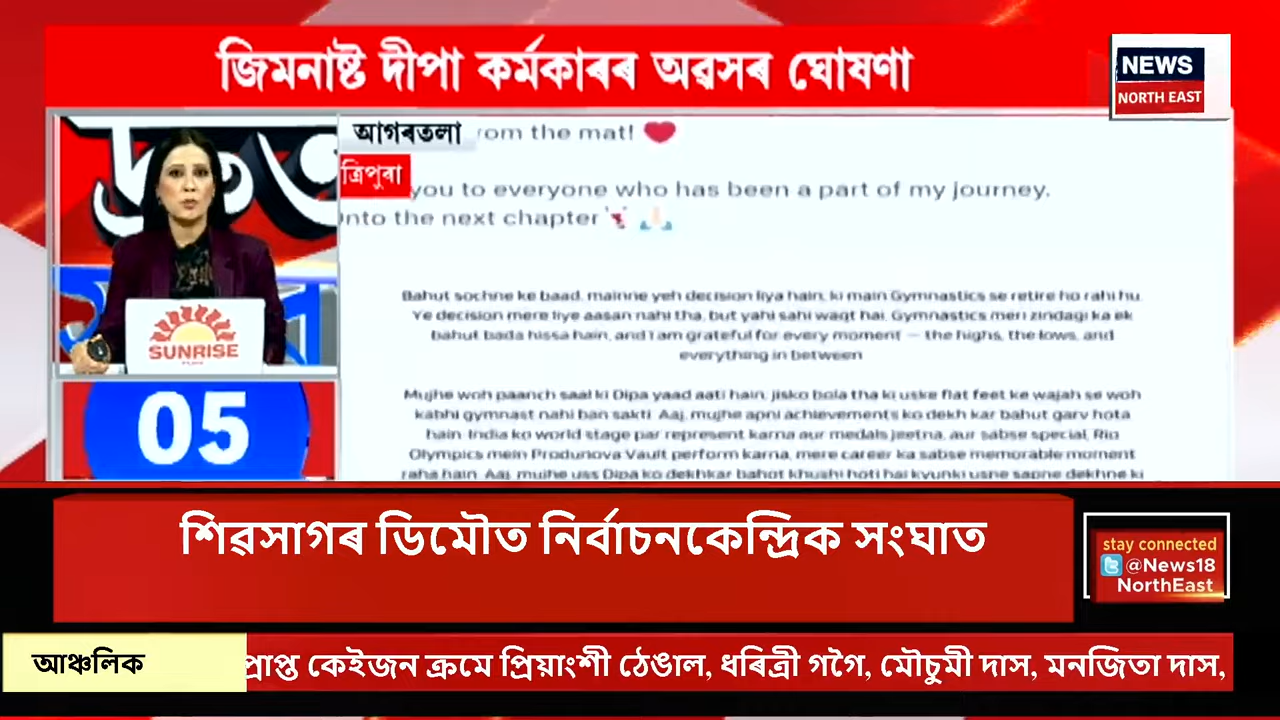 জিমনাষ্ট দীপা কৰ্মকাৰৰ অৱসৰ ঘোষণা
NEWS
NORTH EAST
আগৰতলা
ত্ৰিপুৰা
rom the mat! ❤️
you to everyone who has been a part of my journey.
Onto the next chapter 🙏🏻
Bahut sochne ke baad, mainne yeh decision liya hain, ki main Gymnastics se retire ho rahi hu.
Ye decision mere liye aasan nahi tha, but yahi sahi waqt hai. Gymnastics meri zindagi ka ek
bahut bada hissa hain, and I am grateful for every moment — the highs, the lows, and
everything in between
Mujhe woh paanch saal ki Dipa yaad aati hain, jisko bola tha ki uske flat feet ke wajah se woh
kabhi gymnast nahi ban sakti. Aaj, mujhe apni achievements ko dekh kar bahut garv hota
hain. India ko world stage par represent karna aur medals jeetna, aur sabse special, Rio
Olympics mein Produnova Vault perform karna, mere career ka sabse memorable moment
raha hain. Aaj, mujhe uss Dipa ko dekhkar bahot khushi hoti hai kyunki usne sapne dekhne ki
SUNRISE
05
শিৱসাগৰ ডিমৌত নিৰ্বাচনকেন্দ্ৰিক সংঘাত
stay connected
@News18
NorthEast
আঞ্চলিক
প্ৰাপ্ত কেইজন ক্ৰমে প্ৰিয়াংশী ঠেঙাল, ধৰিত্ৰী গগৈ, মৌচুমী দাস, মনজিতা দাস,